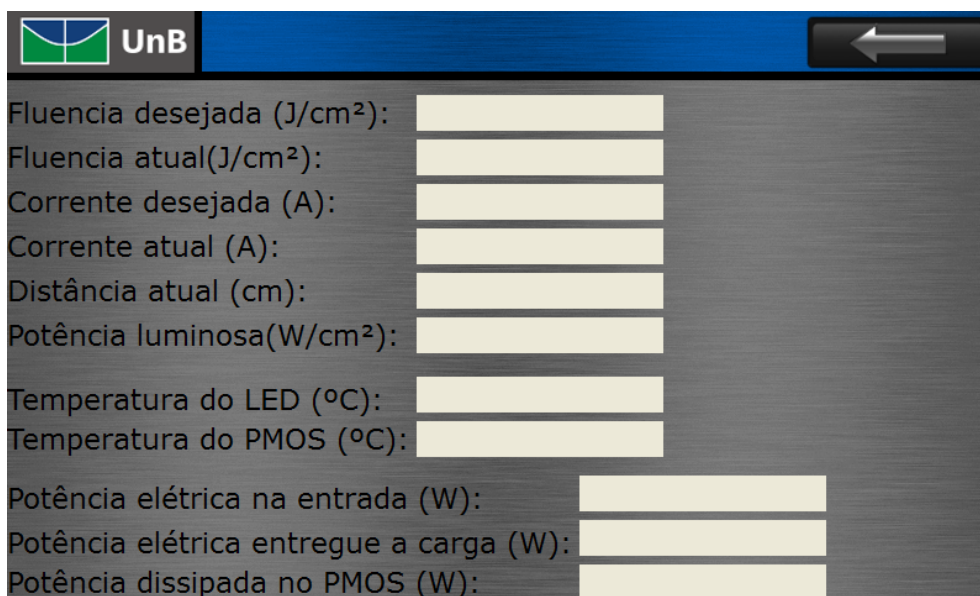 UnB
Fluencia desejada (J/cm²):
Fluencia atual(J/cm²):
Corrente desejada (A):
Corrente atual (A):
Distância atual (cm):
Potência luminosa(W/cm²):
Temperatura do LED (ºC):
Temperatura do PMOS (ºC):
Potência elétrica na entrada (W):
Potência elétrica entregue a carga (W):
Potência dissipada no PMOS (W):